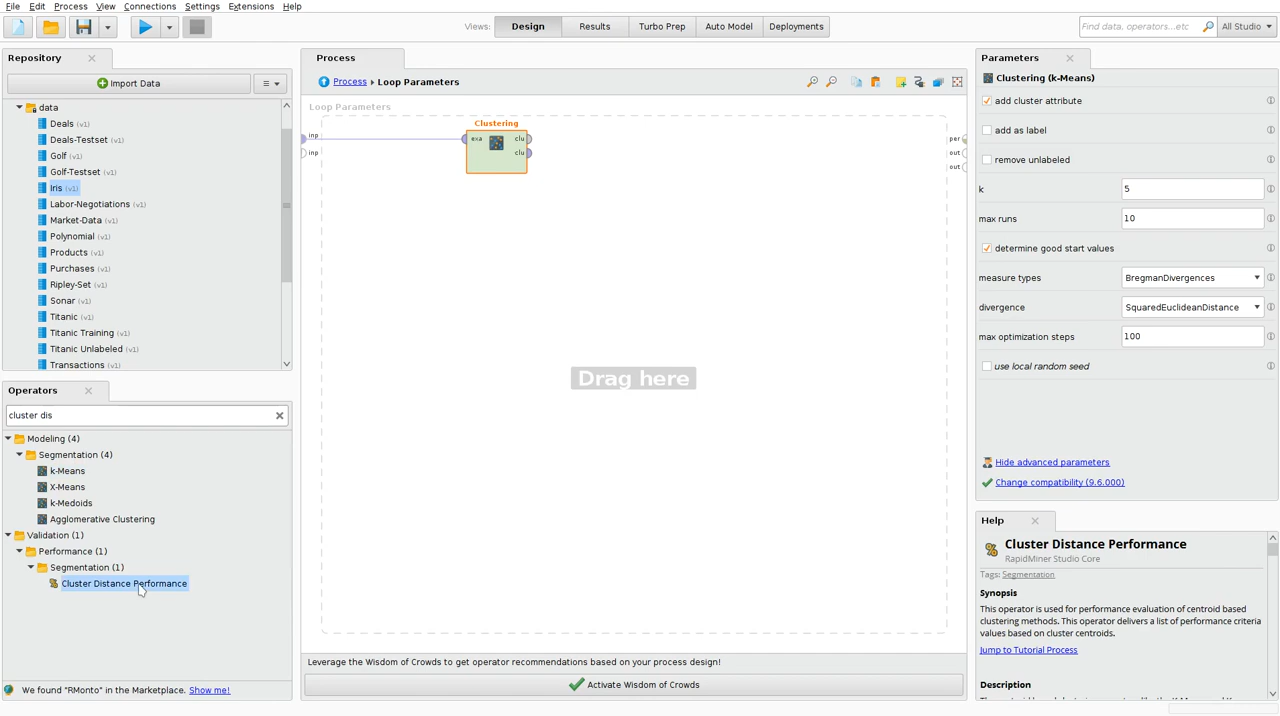 File Edit Process View Connections Settings Extensions Help
Views: Design Results Turbo Prep Auto Model Deployments Find data, operators...etc All Studio
Repository
Import Data
data
Deals (v1)
Deals-Testset (v1)
Golf (v1)
Golf-Testset (v1)
Iris (v1)
Labor-Negotiations (v1)
Market-Data (v1)
Polynomial (v1)
Products (v1)
Purchases (v1)
Ripley-Set (v1)
Sonar (v1)
Titanic (v1)
Titanic Training (v1)
Titanic Unlabeled (v1)
Transactions (v1)
Operators
cluster dis
Modeling (4)
Segmentation (4)
k-Means
X-Means
k-Medoids
Agglomerative Clustering
Validation (1)
Performance (1)
Segmentation (1)
Cluster Distance Performance
We found "RMonto" in the Marketplace. Show me!
Process
Process Loop Parameters
Loop Parameters
Clustering
inp exa clu per
inp clu out
out
Drag here
Leverage the Wisdom of Crowds to get operator recommendations based on your process design!
Activate Wisdom of Crowds
Parameters
Clustering (k-Means)
add cluster attribute
add as label
remove unlabeled
k 5
max runs 10
determine good start values
measure types BregmanDivergences
divergence SquaredEuclideanDistance
max optimization steps 100
use local random seed
Hide advanced parameters
Change compatibility (9.6.000)
Help
Cluster Distance Performance
RapidMiner Studio Core
Tags: Segmentation
Synopsis
This operator is used for performance evaluation of centroid based
clustering methods. This operator delivers a list of performance criteria
values based on cluster centroids.
Jump to Tutorial Process
Description